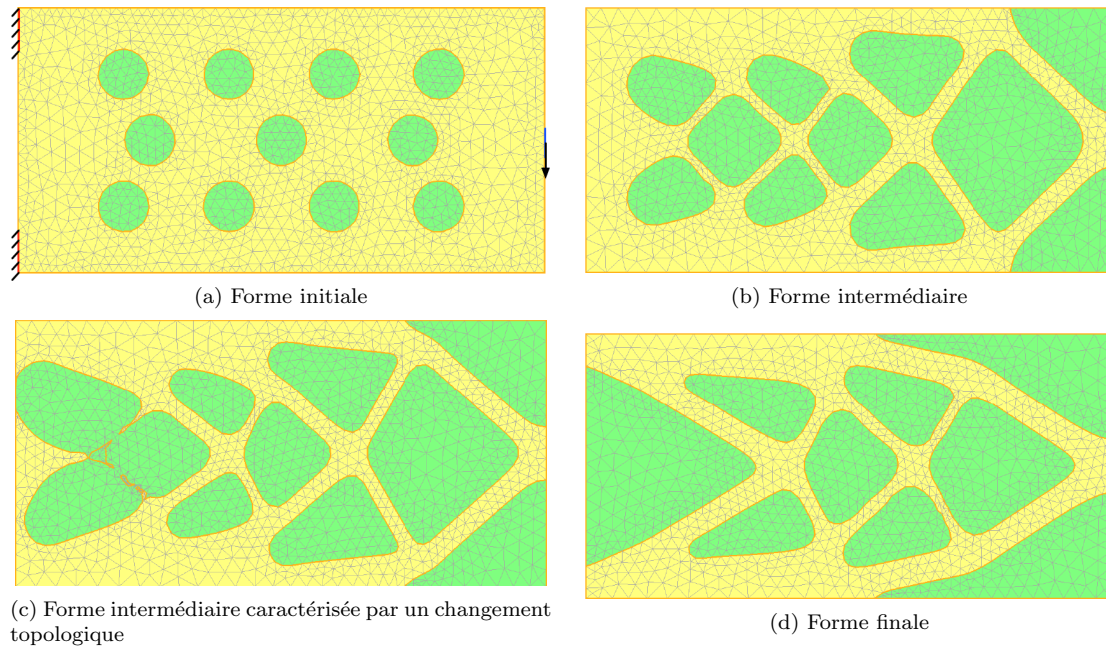 (a) Forme initiale
(b) Forme intermédiaire
(c) Forme intermédiaire caractérisée par un changement
topologique
(d) Forme finale